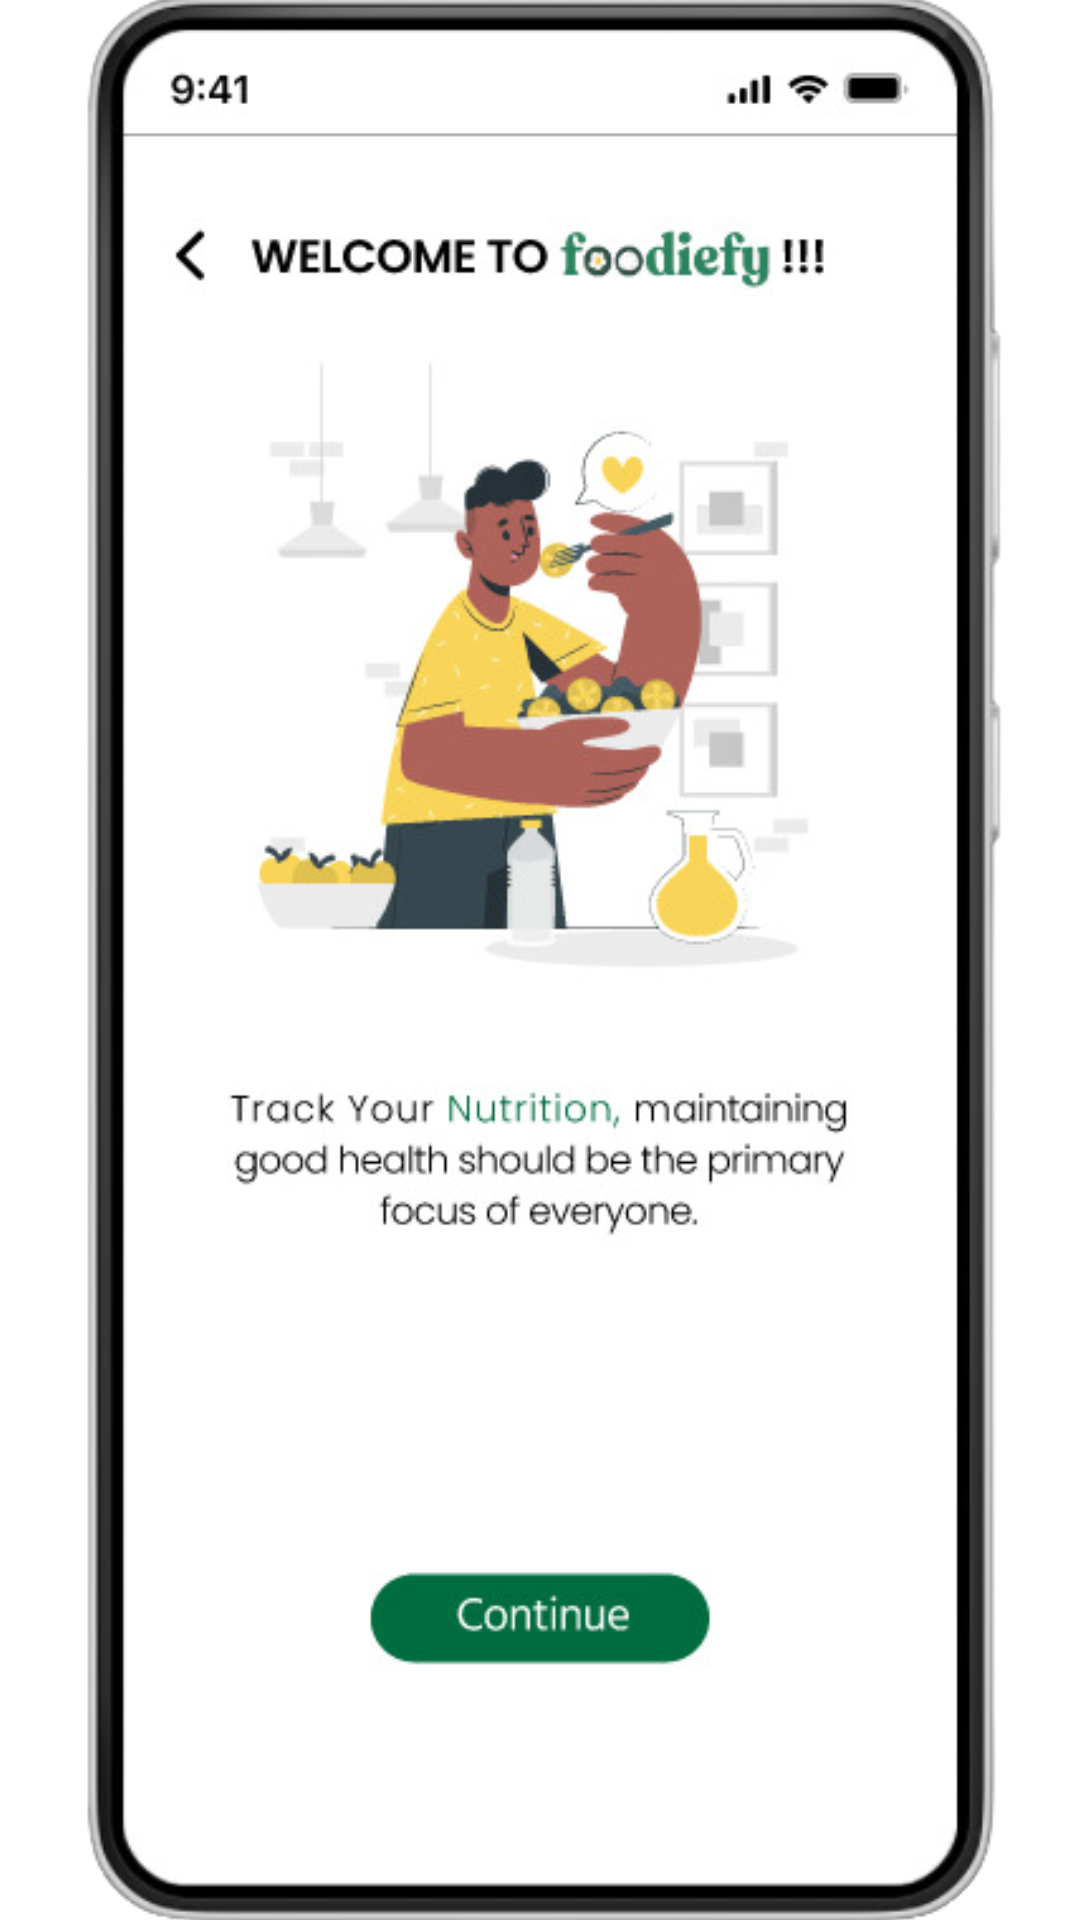 9:41
WELCOME TO foodiefy !!!
Track Your Nutrition, maintaining
good health should be the primary
focus of everyone.
Continue